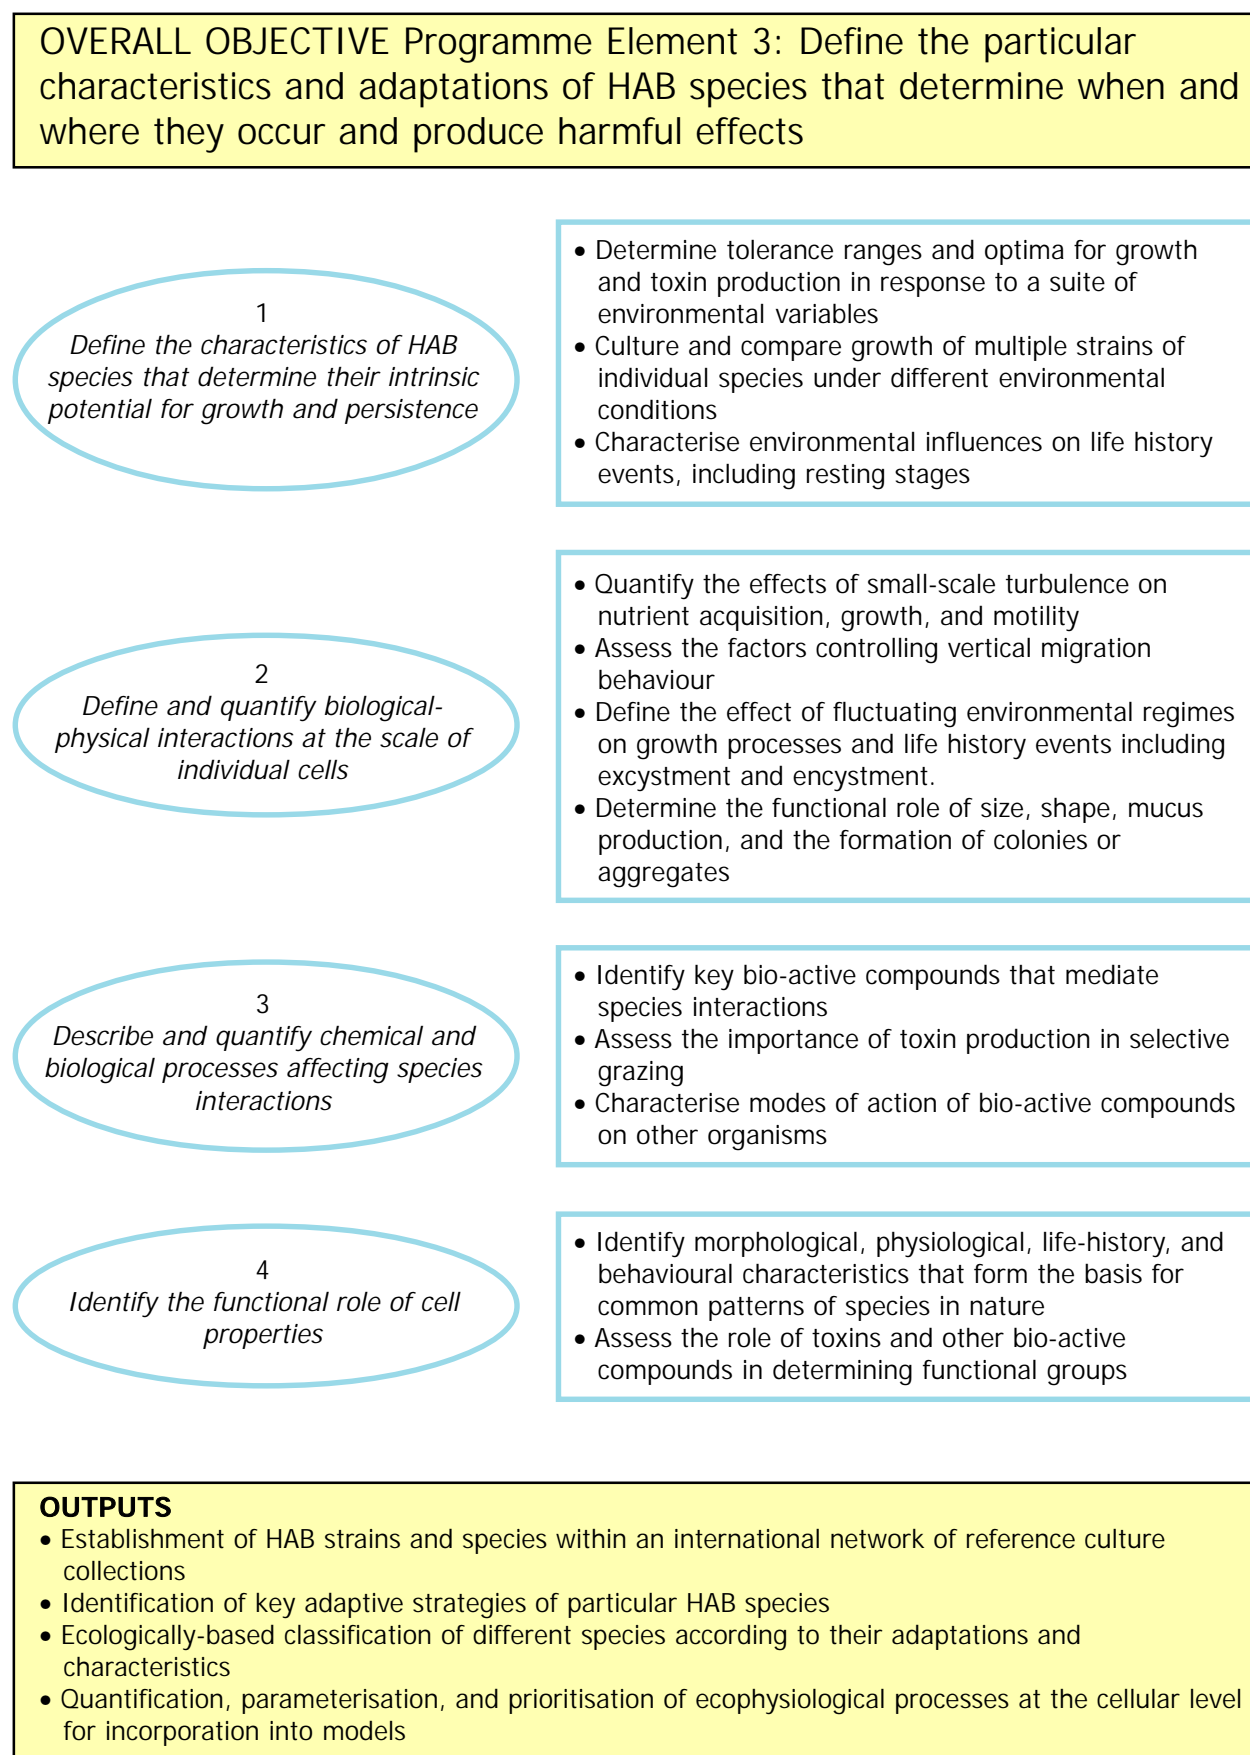 OVERALL OBJECTIVE Programme Element 3: Define the particular
characteristics and adaptations of HAB species that determine when and
where they occur and produce harmful effects
1
Define the characteristics of HAB
species that determine their intrinsic
potential for growth and persistence
• Determine tolerance ranges and optima for growth
and toxin production in response to a suite of
environmental variables
• Culture and compare growth of multiple strains of
individual species under different environmental
conditions
• Characterise environmental influences on life history
events, including resting stages
2
Define and quantify biological-
physical interactions at the scale of
individual cells
• Quantify the effects of small-scale turbulence on
nutrient acquisition, growth, and motility
• Assess the factors controlling vertical migration
behaviour
• Define the effect of fluctuating environmental regimes
on growth processes and life history events including
excystment and encystment.
• Determine the functional role of size, shape, mucus
production, and the formation of colonies or
aggregates
3
Describe and quantify chemical and
biological processes affecting species
interactions
• Identify key bio-active compounds that mediate
species interactions
• Assess the importance of toxin production in selective
grazing
• Characterise modes of action of bio-active compounds
on other organisms
4
Identify the functional role of cell
properties
• Identify morphological, physiological, life-history, and
behavioural characteristics that form the basis for
common patterns of species in nature
• Assess the role of toxins and other bio-active
compounds in determining functional groups
OUTPUTS
• Establishment of HAB strains and species within an international network of reference culture
collections
• Identification of key adaptive strategies of particular HAB species
• Ecologically-based classification of different species according to their adaptations and
characteristics
• Quantification, parameterisation, and prioritisation of ecophysiological processes at the cellular level
for incorporation into models